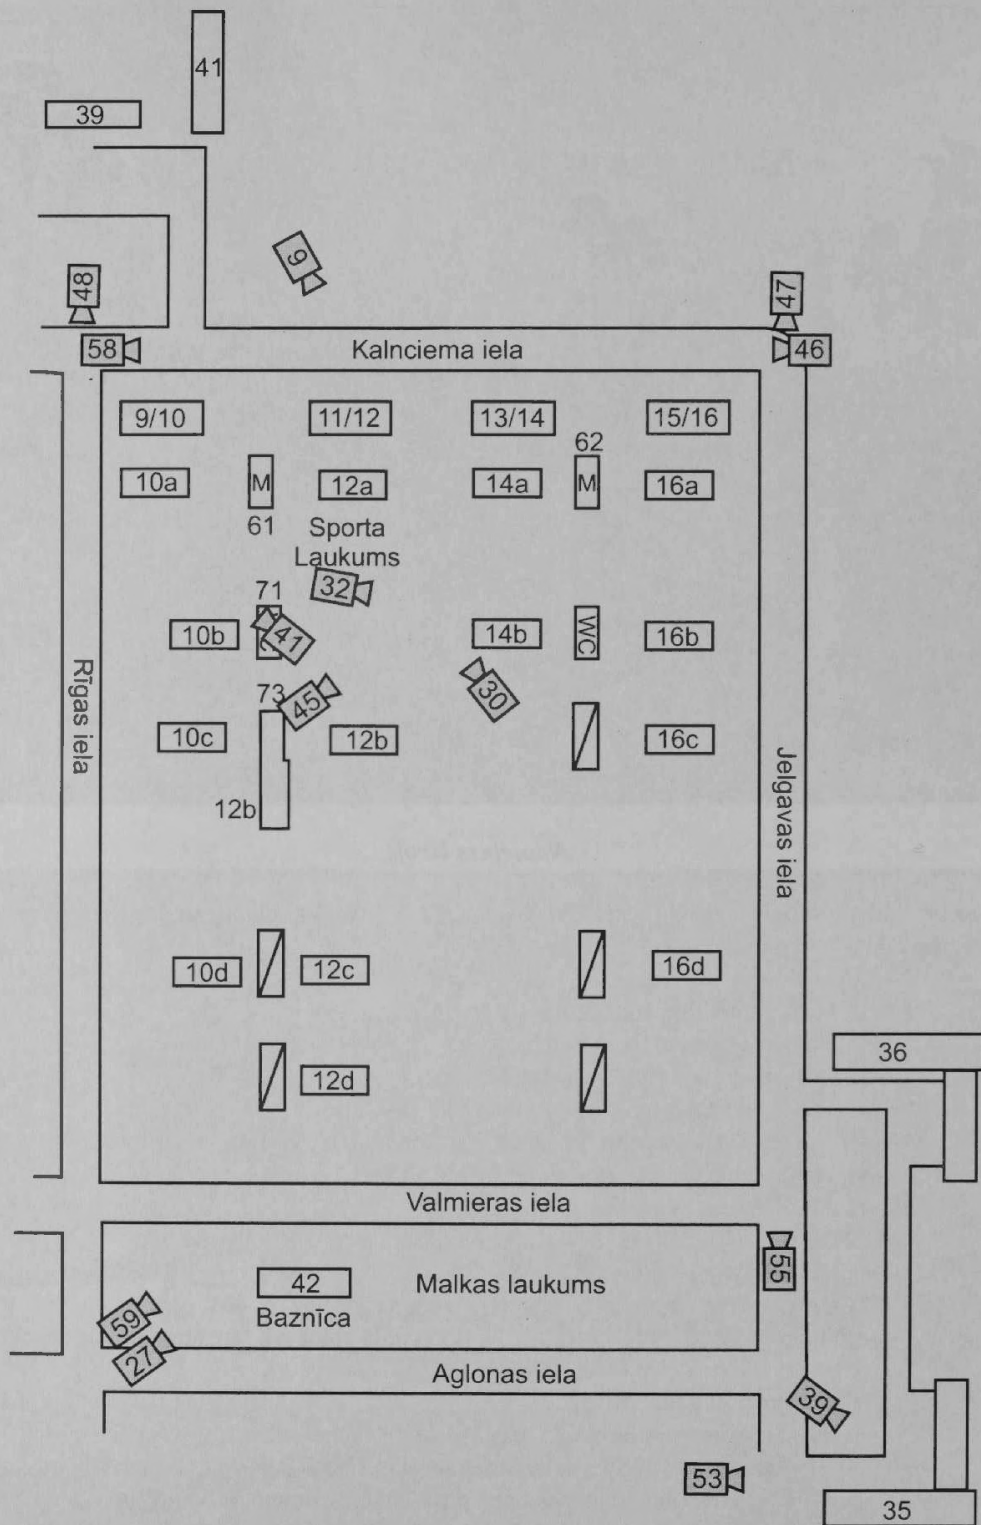 41
39
9
48
47
58
Kalnciema iela
46
9/10
11/12
13/14
15/16
62
10a
M
12a
14a
M
16a
61
Sporta
Laukums
32
71
10b
41
14b
WC
16b
Rīgas iela
73
45
30
10c
12b
16c
Jelgavas iela
12b
10d
12c
16d
36
12d
Valmieras iela
42
Malkas laukums
55
Baznīca
59
27
Aglonas iela
39
53
35